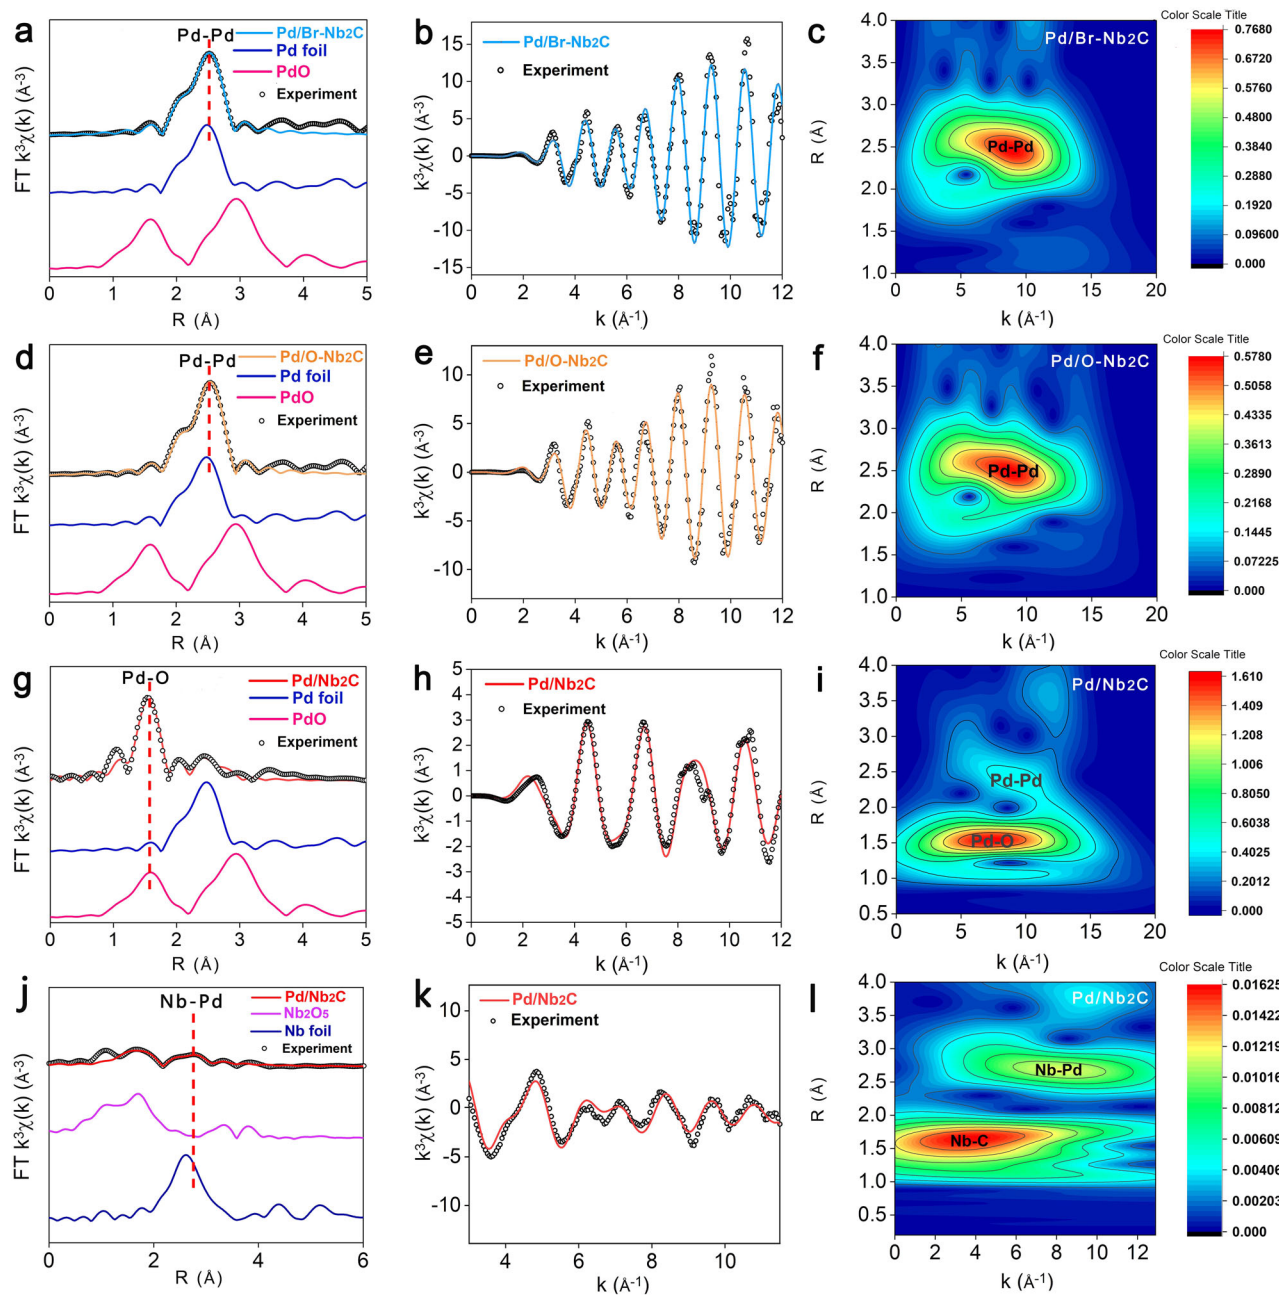 a
Pd-Pd
Pd/Br-Nb2C
Pd foil
PdO
Experiment
FT k³χ(k) (Å-3)
0 1 2 3 4 5
R (Å)
b
Pd/Br-Nb2C
Experiment
k³χ(k) (Å-3)
15
10
5
0
-5
-10
-15
0 2 4 6 8 10 12
k (Å-1)
c
Pd/Br-Nb2C
Pd-Pd
R (Å)
4.0
3.5
3.0
2.5
2.0
1.5
1.0
0 5 10 15 20
k (Å-1)
Color Scale Title
0.7680
0.6720
0.5760
0.4800
0.3840
0.2880
0.1920
0.09600
0.000
d
Pd-Pd
Pd/O-Nb2C
Pd foil
PdO
Experiment
FT k³χ(k) (Å-3)
0 1 2 3 4 5
R (Å)
e
Pd/O-Nb2C
Experiment
k³χ(k) (Å-3)
10
5
0
-5
-10
0 2 4 6 8 10 12
k (Å-1)
f
Pd/O-Nb2C
Pd-Pd
R (Å)
4.0
3.5
3.0
2.5
2.0
1.5
1.0
0 5 10 15 20
k (Å-1)
Color Scale Title
0.5780
0.5058
0.4335
0.3613
0.2890
0.2168
0.1445
0.07225
0.000
g
Pd-O
Pd/Nb2C
Pd foil
PdO
Experiment
FT k³χ(k) (Å-3)
0 1 2 3 4 5
R (Å)
h
Pd/Nb2C
Experiment
k³χ(k) (Å-3)
5
4
3
2
1
0
-1
-2
-3
-4
-5
0 2 4 6 8 10 12
k (Å-1)
i
Pd/Nb2C
Pd-Pd
Pd-O
R (Å)
4.0
3.5
3.0
2.5
2.0
1.5
1.0
0.5
0 5 10 15 20
k (Å-1)
Color Scale Title
1.610
1.409
1.208
1.006
0.8050
0.6038
0.4025
0.2012
0.000
j
Nb-Pd
Pd/Nb2C
Nb2O5
Nb foil
Experiment
FT k³χ(k) (Å-3)
0 2 4 6
R (Å)
k
Pd/Nb2C
Experiment
k³χ(k) (Å-3)
10
5
0
-5
-10
4 6 8 10
k (Å-1)
l
Pd/Nb2C
Nb-Pd
Nb-C
R (Å)
4.0
3.5
3.0
2.5
2.0
1.5
1.0
0.5
0 2 4 6 8 10 12
k (Å-1)
Color Scale Title
0.01625
0.01422
0.01219
0.01016
0.00812
0.00609
0.00406
0.00203
0.000